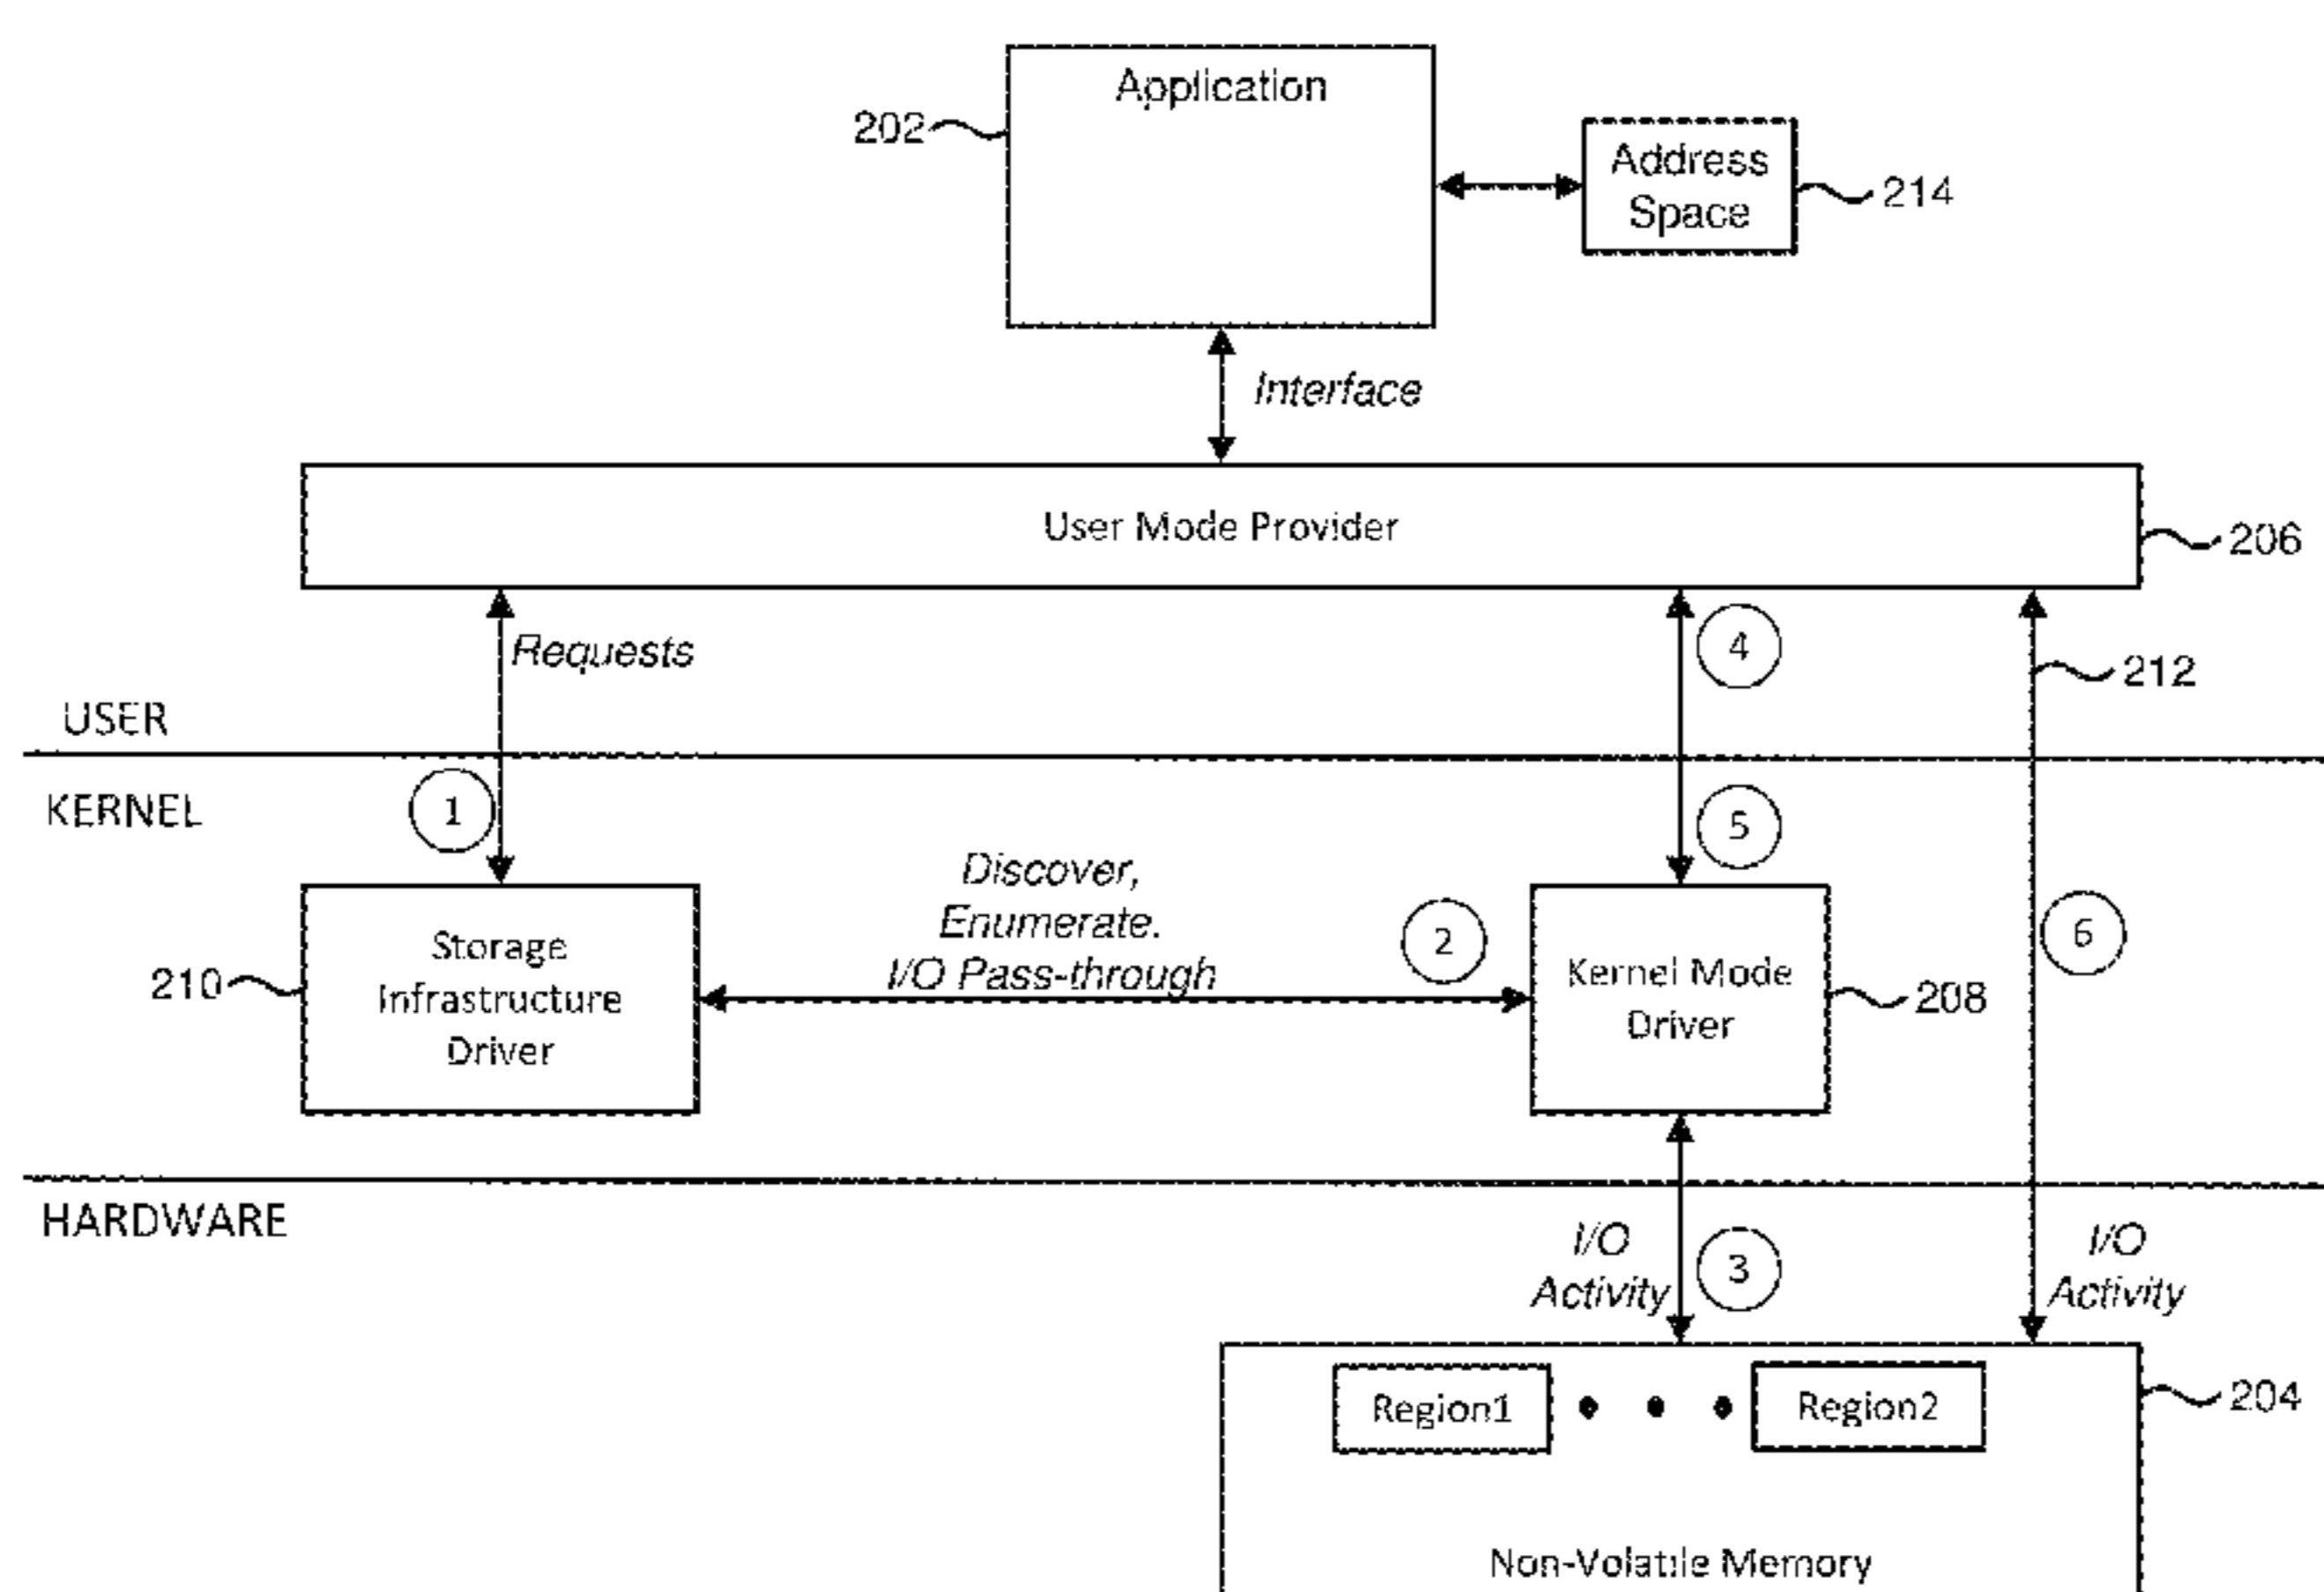 Application
202
Address
Space
214
Interface
User Mode Provider
206
Requests
4
212
USER
KERNEL
1
5
Discover,
Enumerate.
I/O Pass-through
2
6
Storage
Infrastructure
Driver
210
Kernel Mode
Driver
208
HARDWARE
I/O
Activity
3
I/O
Activity
Region1
Region2
204
Non-Volatile Memory